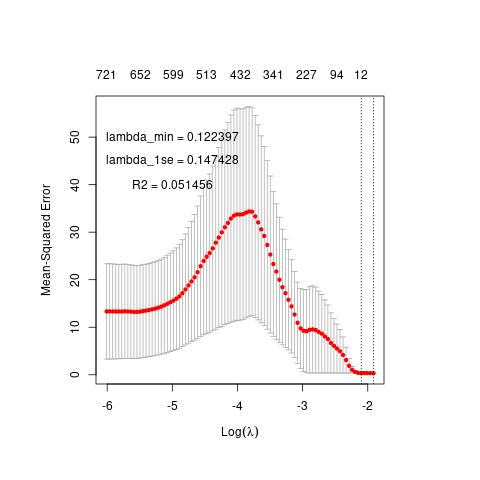 721 652 599 513 432 341 227 94 12
50
lambda_min = 0.122397
lambda_1se = 0.147428
40
R2 = 0.051456
30
20
10
0
Mean-Squared Error
-6 -5 -4 -3 -2
Log(λ)